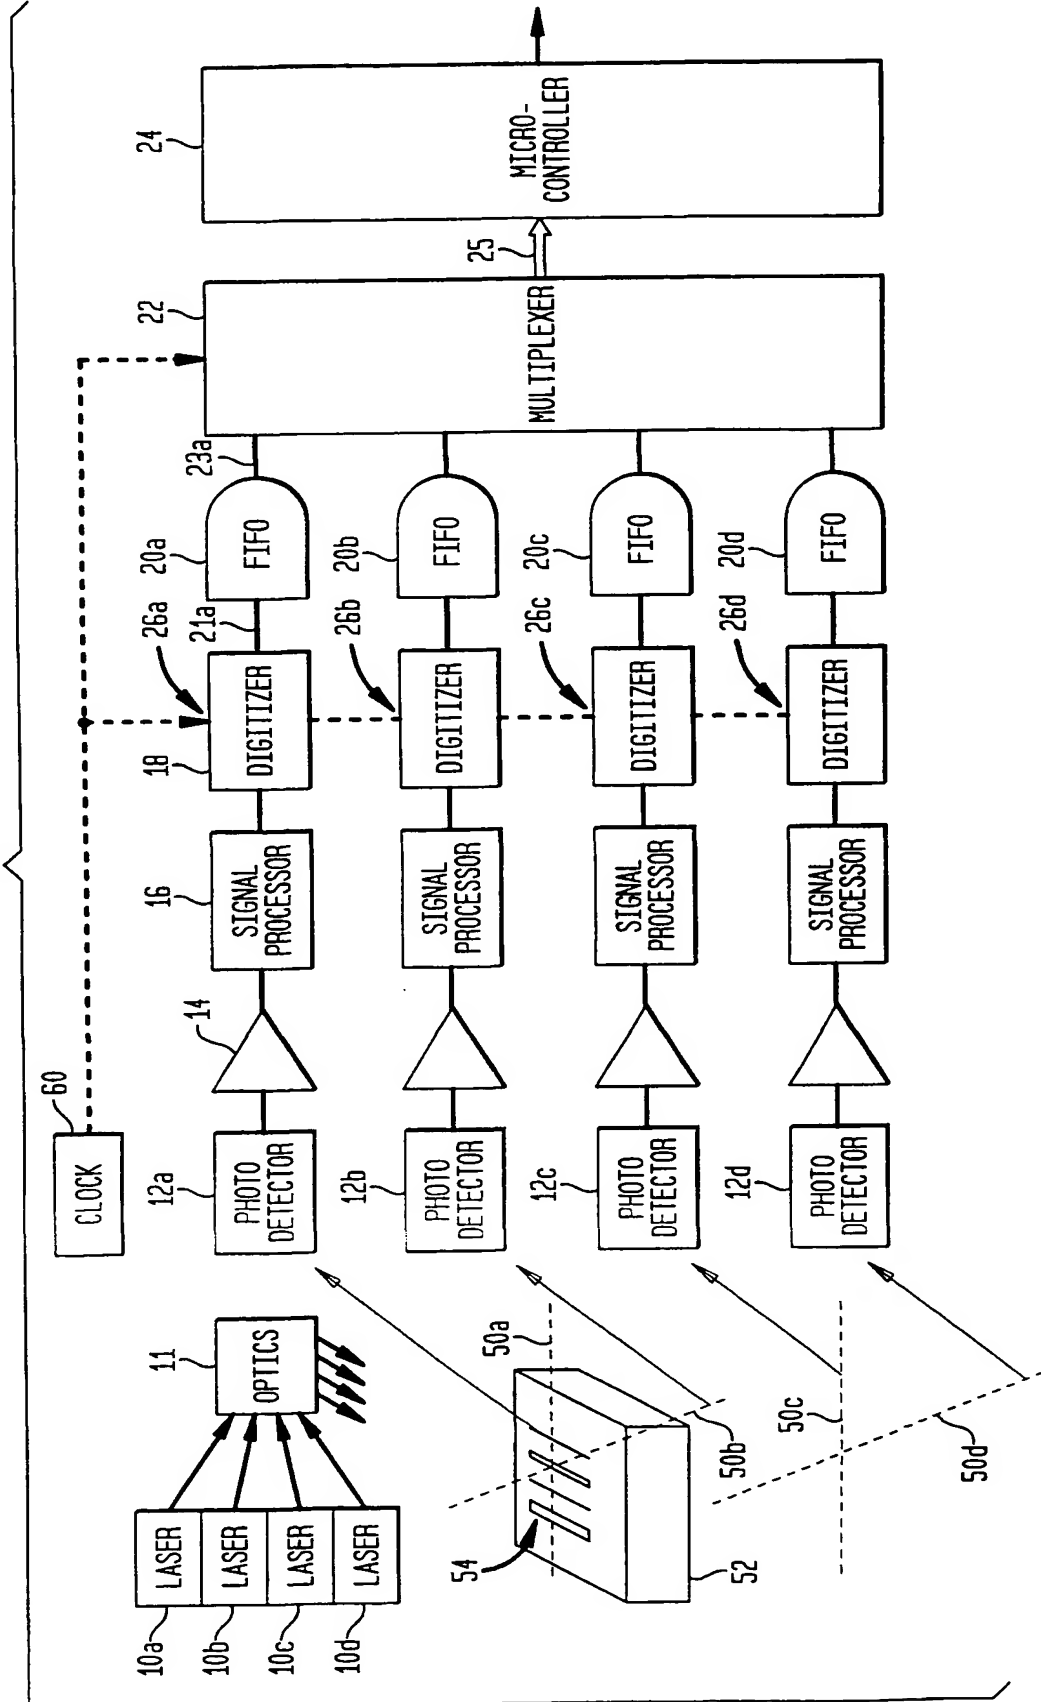 CLOCK
60
LASER
LASER
LASER
LASER
10a
10b
10c
10d
OPTICS
11
12a
PHOTO
DETECTOR
14
16
SIGNAL
PROCESSOR
18
26a
DIGITIZER
21a
20a
FIFO
23a
22
MULTIPLEXER
25
24
MICRO-
CONTROLLER
12b
PHOTO
DETECTOR
SIGNAL
PROCESSOR
26b
DIGITIZER
20b
FIFO
12c
PHOTO
DETECTOR
SIGNAL
PROCESSOR
26c
DIGITIZER
20c
FIFO
12d
PHOTO
DETECTOR
SIGNAL
PROCESSOR
26d
DIGITIZER
20d
FIFO
54
50a
50b
52
50c
50d